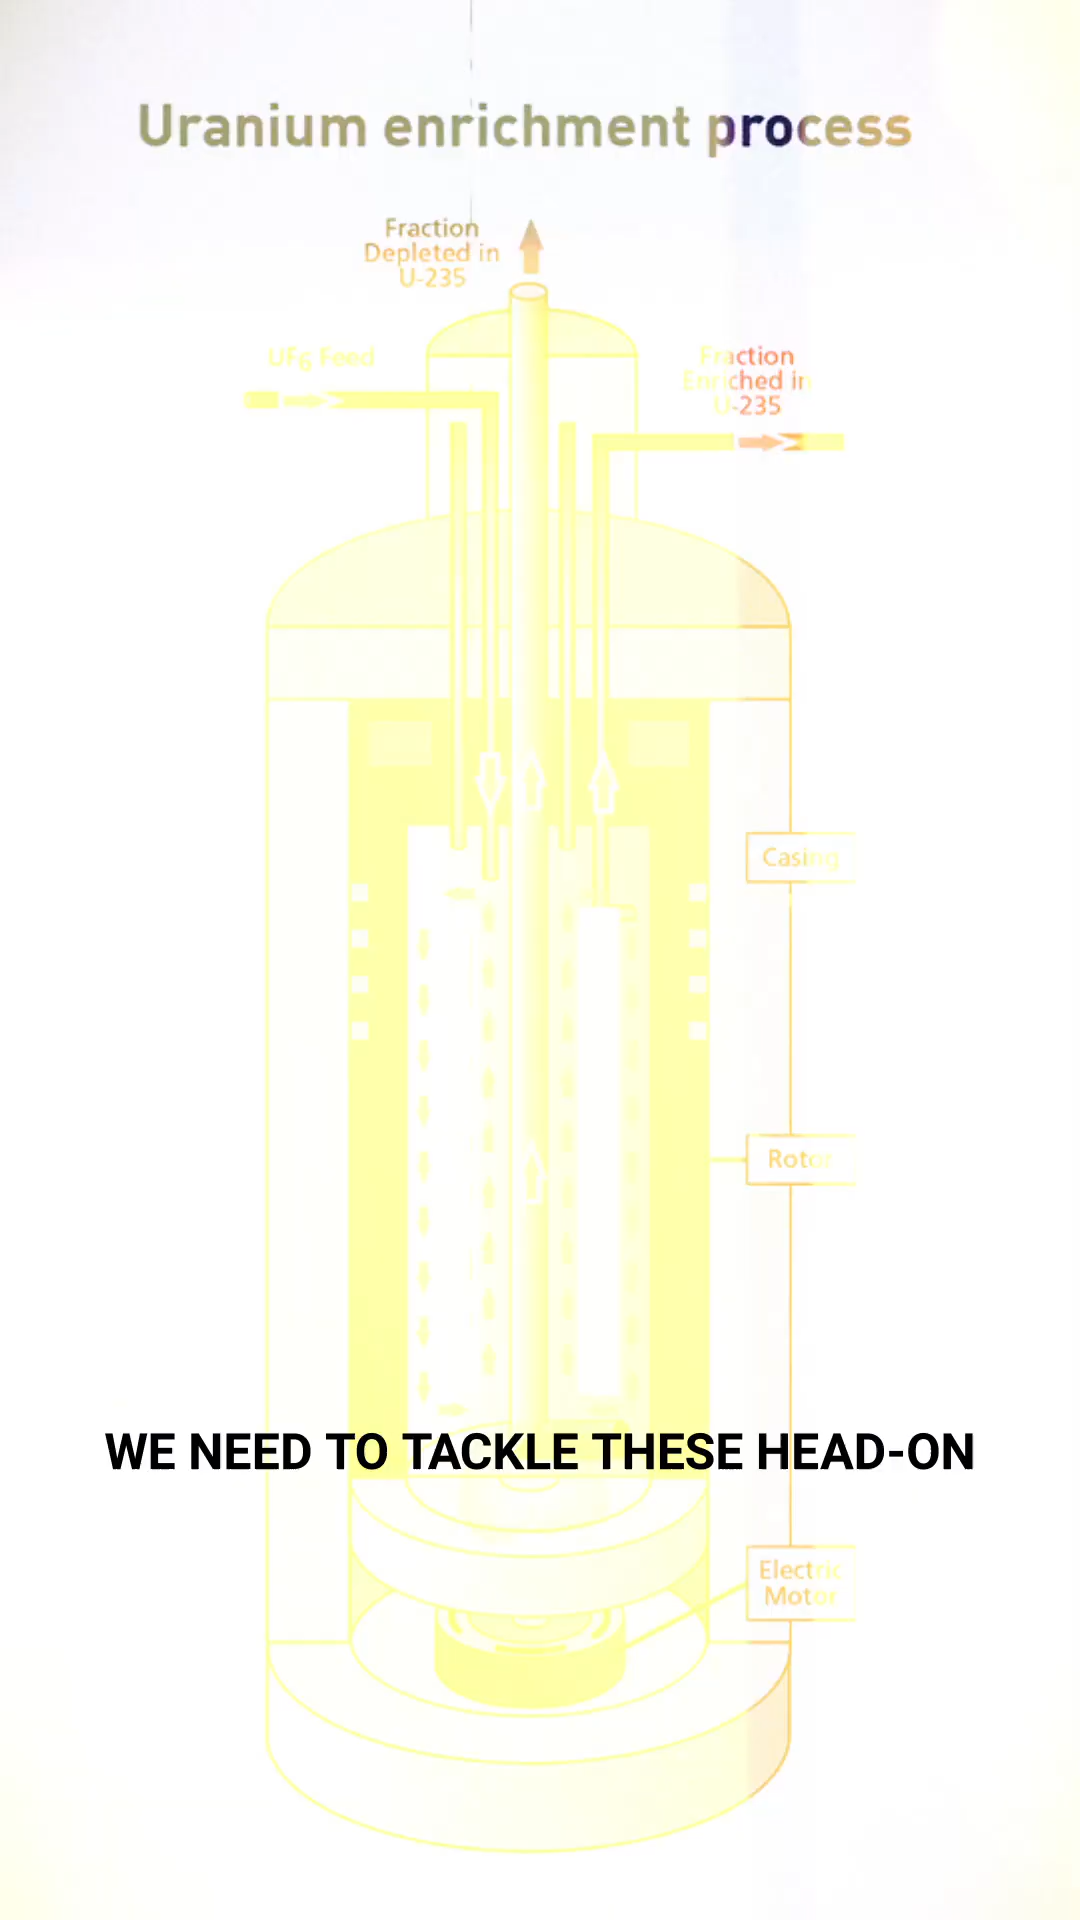 Uranium enrichment process
Fraction
Depleted in
U-235
UF6 Feed
Fraction
Enriched in
U-235
Casing
Rotor
WE NEED TO TACKLE THESE HEAD-ON
Electric
Motor